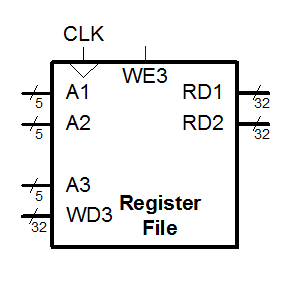 CLK
WE3
A1 RD1
5 32
A2 RD2
5 32
A3
5
WD3
32
Register
File